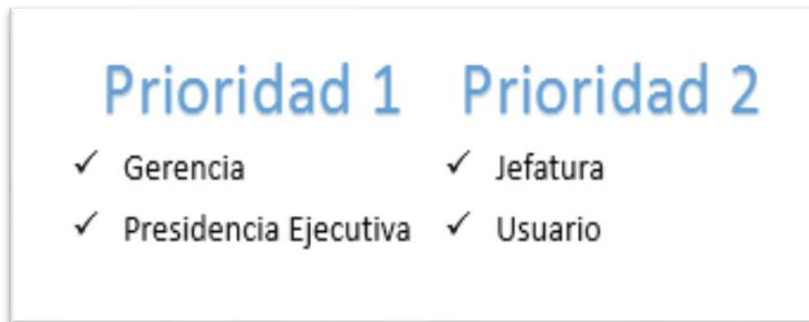 Prioridad 1
✓ Gerencia
✓ Presidencia Ejecutiva
Prioridad 2
✓ Jefatura
✓ Usuario